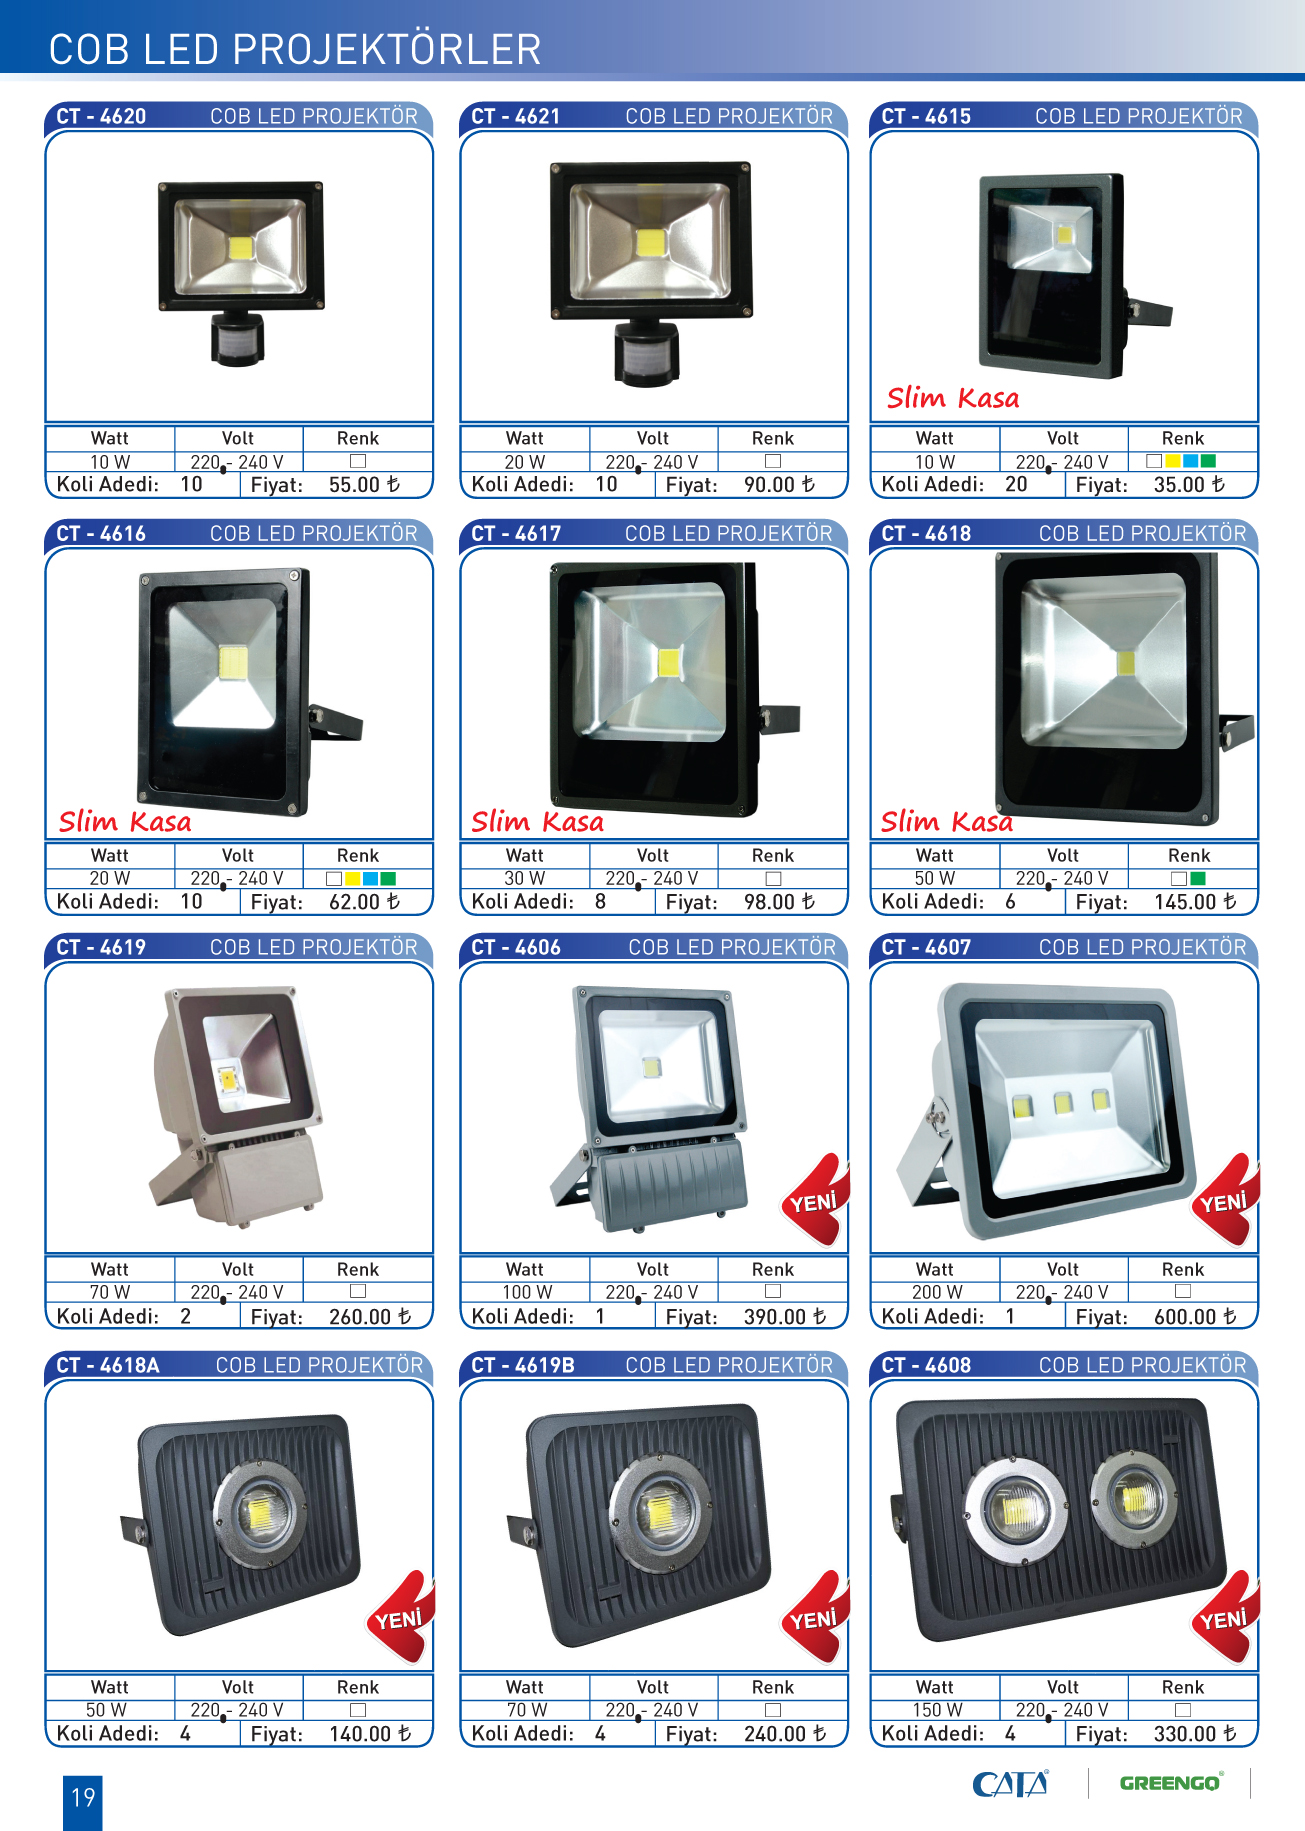 COB LED PROJEKTÖRLER
CT - 4620 COB LED PROJEKTÖR
Watt Volt Renk
10 W 220 - 240 V
Koli Adedi: 10 Fiyat: 55.00 ₺
CT - 4621 COB LED PROJEKTÖR
Watt Volt Renk
20 W 220 - 240 V
Koli Adedi: 10 Fiyat: 90.00 ₺
CT - 4615 COB LED PROJEKTÖR
Slim Kasa
Watt Volt Renk
10 W 220 - 240 V
Koli Adedi: 20 Fiyat: 35.00 ₺
CT - 4616 COB LED PROJEKTÖR
Slim Kasa
Watt Volt Renk
20 W 220 - 240 V
Koli Adedi: 10 Fiyat: 62.00 ₺
CT - 4617 COB LED PROJEKTÖR
Slim Kasa
Watt Volt Renk
30 W 220 - 240 V
Koli Adedi: 8 Fiyat: 98.00 ₺
CT - 4618 COB LED PROJEKTÖR
Slim Kasa
Watt Volt Renk
50 W 220 - 240 V
Koli Adedi: 6 Fiyat: 145.00 ₺
CT - 4619 COB LED PROJEKTÖR
Watt Volt Renk
70 W 220 - 240 V
Koli Adedi: 2 Fiyat: 260.00 ₺
CT - 4606 COB LED PROJEKTÖR
YENİ
Watt Volt Renk
100 W 220 - 240 V
Koli Adedi: 1 Fiyat: 390.00 ₺
CT - 4607 COB LED PROJEKTÖR
YENİ
Watt Volt Renk
200 W 220 - 240 V
Koli Adedi: 1 Fiyat: 600.00 ₺
CT - 4618A COB LED PROJEKTÖR
YENİ
Watt Volt Renk
50 W 220 - 240 V
Koli Adedi: 4 Fiyat: 140.00 ₺
CT - 4619B COB LED PROJEKTÖR
YENİ
Watt Volt Renk
70 W 220 - 240 V
Koli Adedi: 4 Fiyat: 240.00 ₺
CT - 4608 COB LED PROJEKTÖR
YENİ
Watt Volt Renk
150 W 220 - 240 V
Koli Adedi: 4 Fiyat: 330.00 ₺
19
CATA® GREENGO®